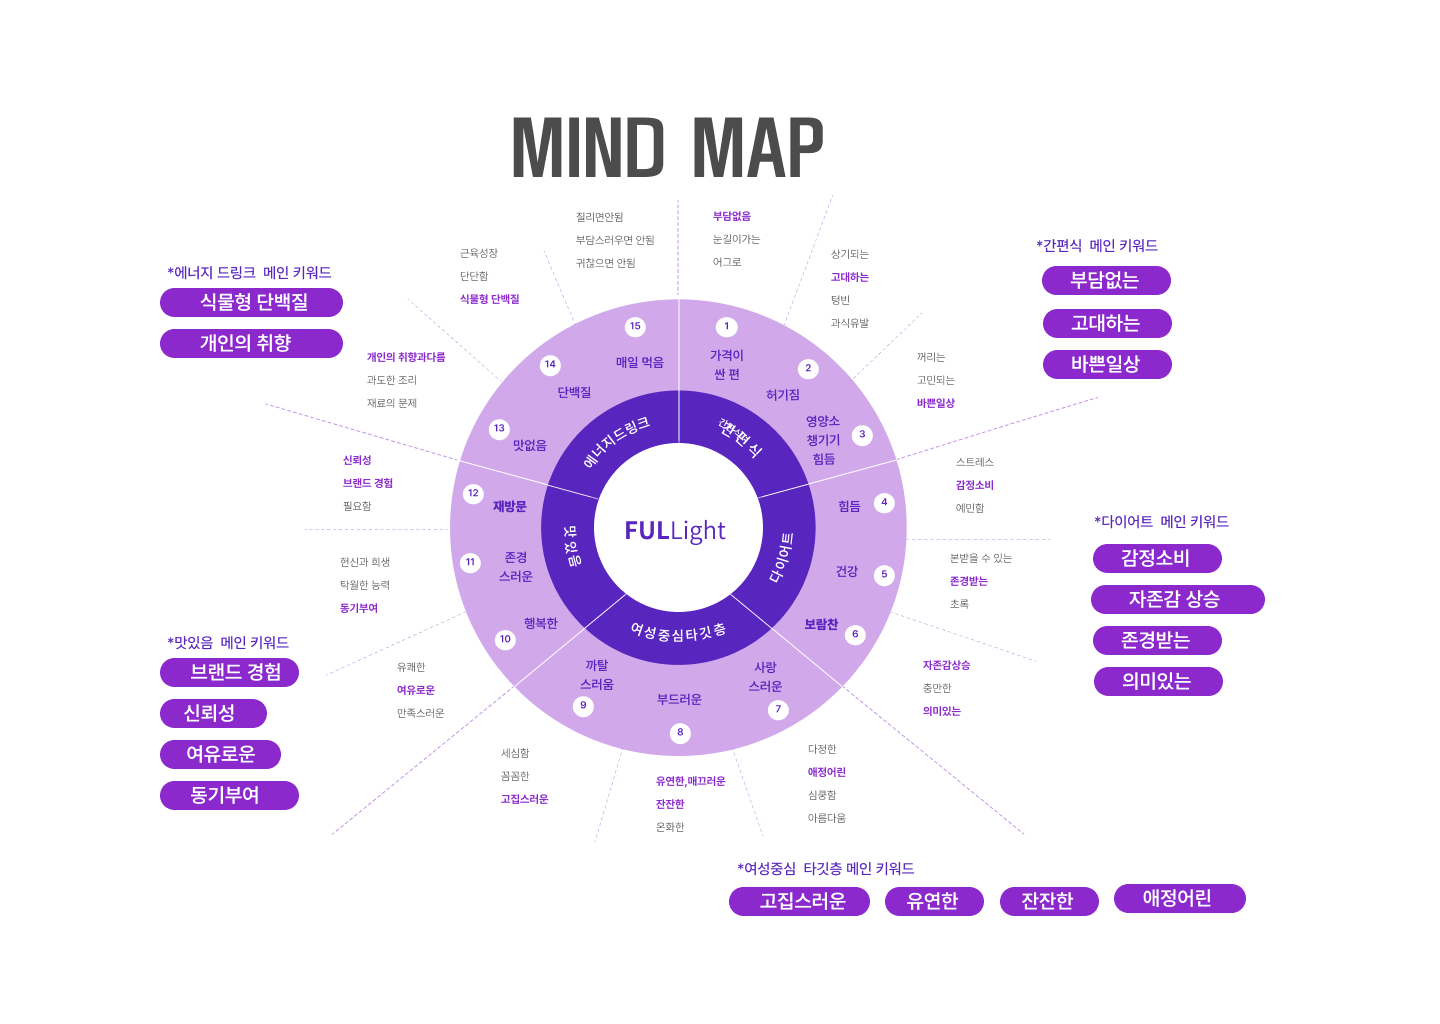 MIND MAP
*에너지 드링크 메인 키워드
식물형 단백질
개인의 취향
*간편식 메인 키워드
부담없는
고대하는
바쁜일상
*다이어트 메인 키워드
감정소비
자존감 상승
존경받는
의미있는
*맛있음 메인 키워드
브랜드 경험
신뢰성
여유로운
동기부여
*여성중심 타깃층 메인 키워드
고집스러운
유연한
잔잔한
애정어린
FULLight
간편식
다이어트
여성중심타깃층
맛있음
에너지드링크
1
가격이
싼 편
부담없음
눈길이가는
어그로
2
허기짐
상기되는
고대하는
텅빈
과식유발
3
영양소
챙기기
힘듬
꺼리는
고민되는
바쁜일상
4
힘듬
스트레스
감정소비
예민함
5
건강
본받을 수 있는
존경받는
초록
6
보람찬
자존감상승
충만한
의미있는
7
사랑
스러운
다정한
애정어린
심쿵함
아름다움
8
부드러운
유연한,매끄러운
잔잔한
온화한
9
까탈
스러움
세심함
꼼꼼한
고집스러운
10
행복한
유쾌한
여유로운
만족스러운
11
존경
스러운
헌신과 희생
탁월한 능력
동기부여
12
재방문
신뢰성
브랜드 경험
필요함
13
맛없음
개인의 취향과다름
과도한 조리
재료의 문제
14
단백질
근육성장
단단함
식물형 단백질
15
매일 먹음
질리면안됨
부담스러우면 안됨
귀찮으면 안됨